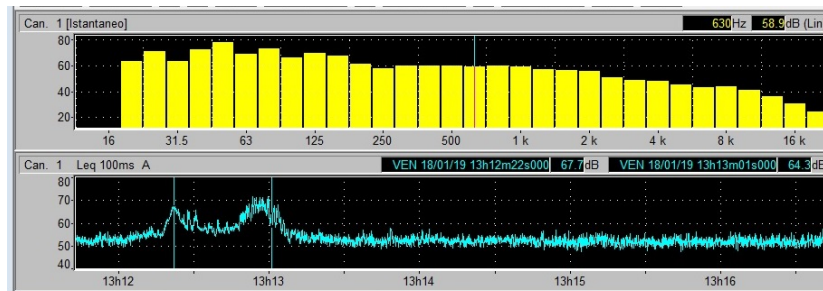 Can. 1 [Istantaneo] 630 Hz 58.9 dB (Lin
80
60
40
20
16 31.5 63 125 250 500 1 k 2 k 4 k 8 k 16 k
Can. 1 Leq 100ms A VEN 18/01/19 13h12m22s000 67.7 dB VEN 18/01/19 13h13m01s000 64.3 dB
80
70
60
50
40
13h12 13h13 13h14 13h15 13h16